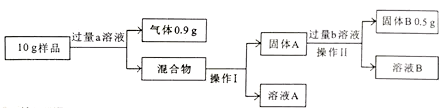 10 g样品
过量a溶液
气体0.9 g
混合物
操作Ⅰ
固体A
溶液A
过量b溶液
操作Ⅱ
固体B 0.5 g
溶液B